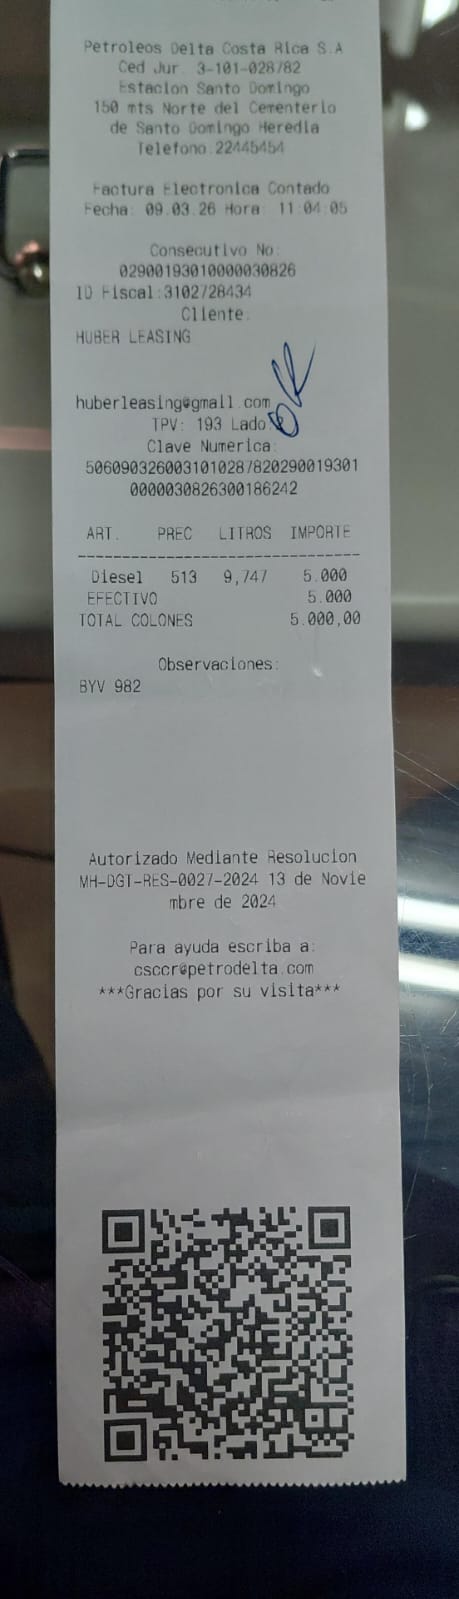 Petroleos Delta Costa Rica S.A
Ced Jur. 3-101-028782
Estacion Santo Domingo
150 mts Norte del Cementerio
de Santo Domingo Heredia
Telefono:22445454
Factura Electronica Contado
Fecha: 09.03.26 Hora: 11:04:05
Consecutivo No:
02900193010000030826
ID Fiscal:3102728434
Cliente:
HUBER LEASING
huberleasing@gmail.com
TPV: 193 Lado:
OK
Clave Numerica:
5060903260031010287820290019301
0000030826300186242
ART. PREC LITROS IMPORTE
Diesel 513 9,747 5.000
EFECTIVO 5.000
TOTAL COLONES 5.000,00
Observaciones:
BYV 982
Autorizado Mediante Resolucion
MH-DGT-RES-0027-2024 13 de Novie
mbre de 2024
Para ayuda escriba a:
csccr@petrodelta.com
***Gracias por su visita***